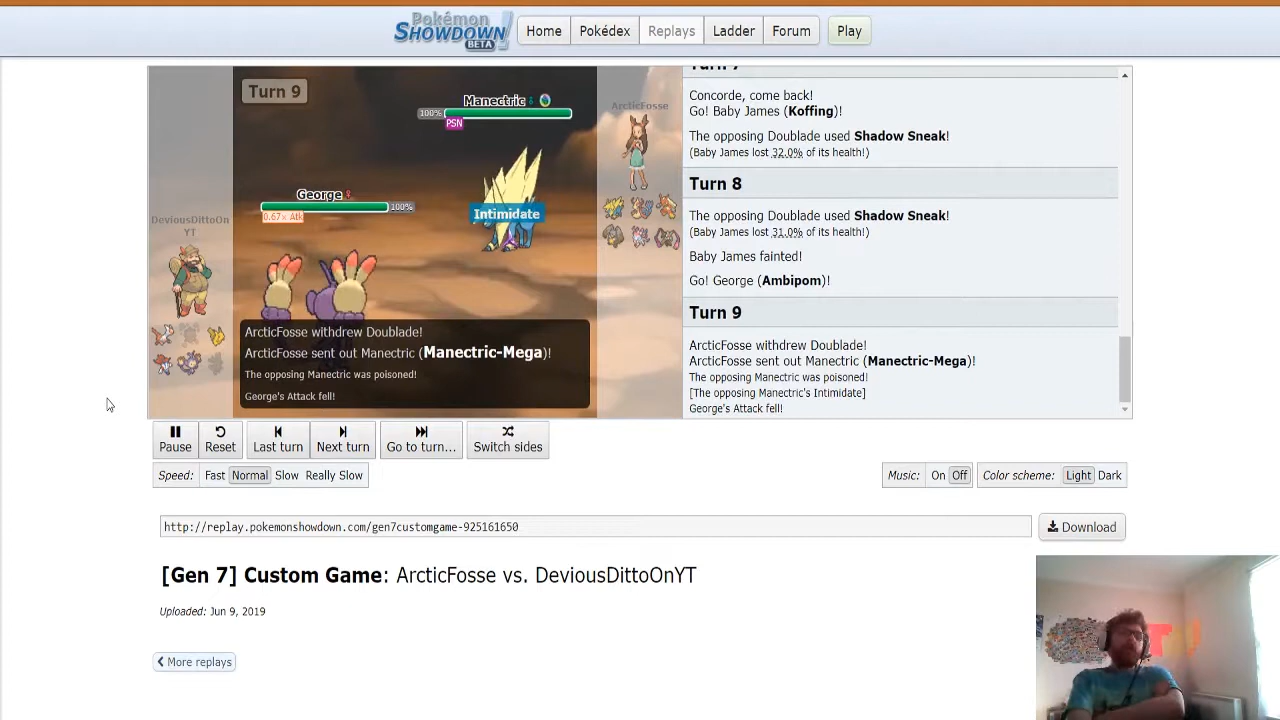 Pokémon
SHOWDOWN!
BETA
Home
Pokédex
Replays
Ladder
Forum
Play
Turn 9
Manectric
100%
PSN
George
100%
0.67× Atk
Intimidate
DeviousDittoOn
YT
ArcticFosse
ArcticFosse withdrew Doublade!
ArcticFosse sent out Manectric (Manectric-Mega)!
The opposing Manectric was poisoned!
George's Attack fell!
Turn 7
Concorde, come back!
Go! Baby James (Koffing)!
The opposing Doublade used Shadow Sneak!
(Baby James lost 32.0% of its health!)
Turn 8
The opposing Doublade used Shadow Sneak!
(Baby James lost 31.0% of its health!)
Baby James fainted!
Go! George (Ambipom)!
Turn 9
ArcticFosse withdrew Doublade!
ArcticFosse sent out Manectric (Manectric-Mega)!
The opposing Manectric was poisoned!
[The opposing Manectric's Intimidate]
George's Attack fell!
Pause
Reset
Last turn
Next turn
Go to turn...
Switch sides
Speed: Fast Normal Slow Really Slow
Music: On Off
Color scheme: Light Dark
http://replay.pokemonshowdown.com/gen7customgame-925161650
Download
[Gen 7] Custom Game: ArcticFosse vs. DeviousDittoOnYT
Uploaded: Jun 9, 2019
More replays